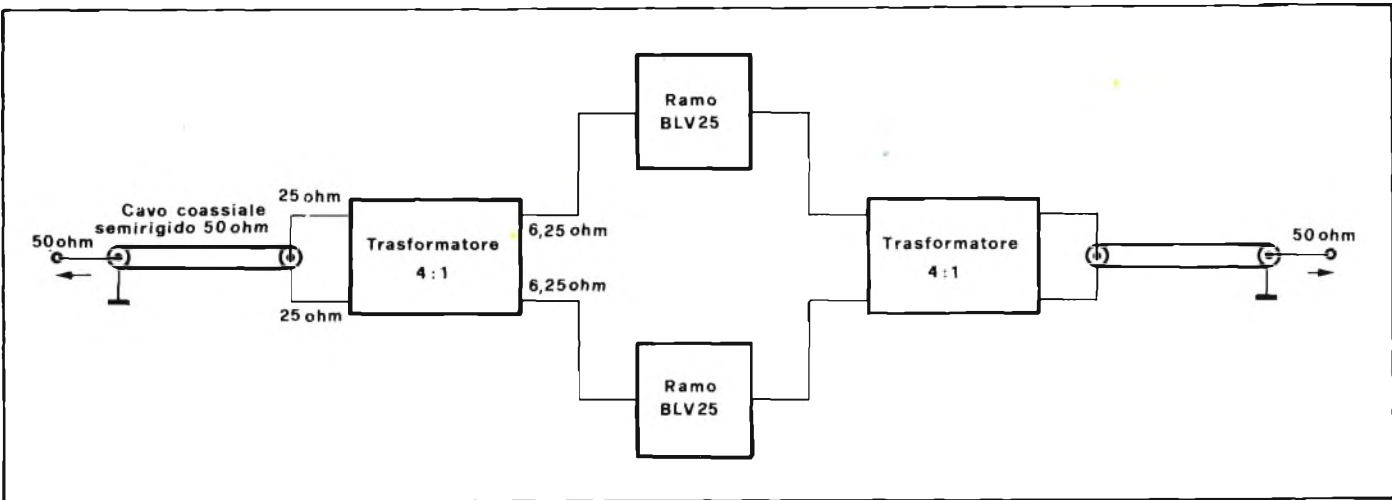 Ramo
BLV25
Cavo coassiale
semirigido 50 ohm
50 ohm
25 ohm
25 ohm
Trasformatore
4:1
6,25 ohm
6,25 ohm
Trasformatore
4:1
50 ohm
Ramo
BLV25